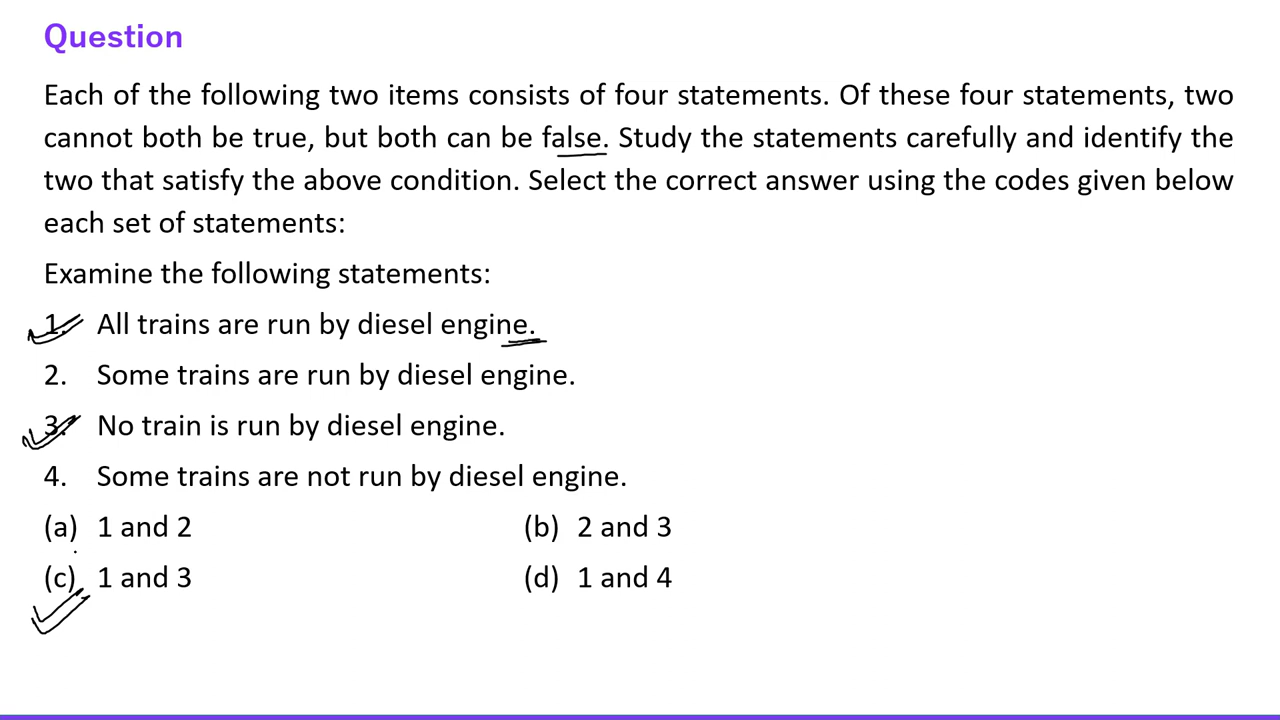 Question
Each of the following two items consists of four statements. Of these four statements, two
cannot both be true, but both can be false. Study the statements carefully and identify the
two that satisfy the above condition. Select the correct answer using the codes given below
each set of statements:
Examine the following statements:
1. All trains are run by diesel engine.
2. Some trains are run by diesel engine.
3. No train is run by diesel engine.
4. Some trains are not run by diesel engine.
(a) 1 and 2 (b) 2 and 3
(c) 1 and 3 (d) 1 and 4